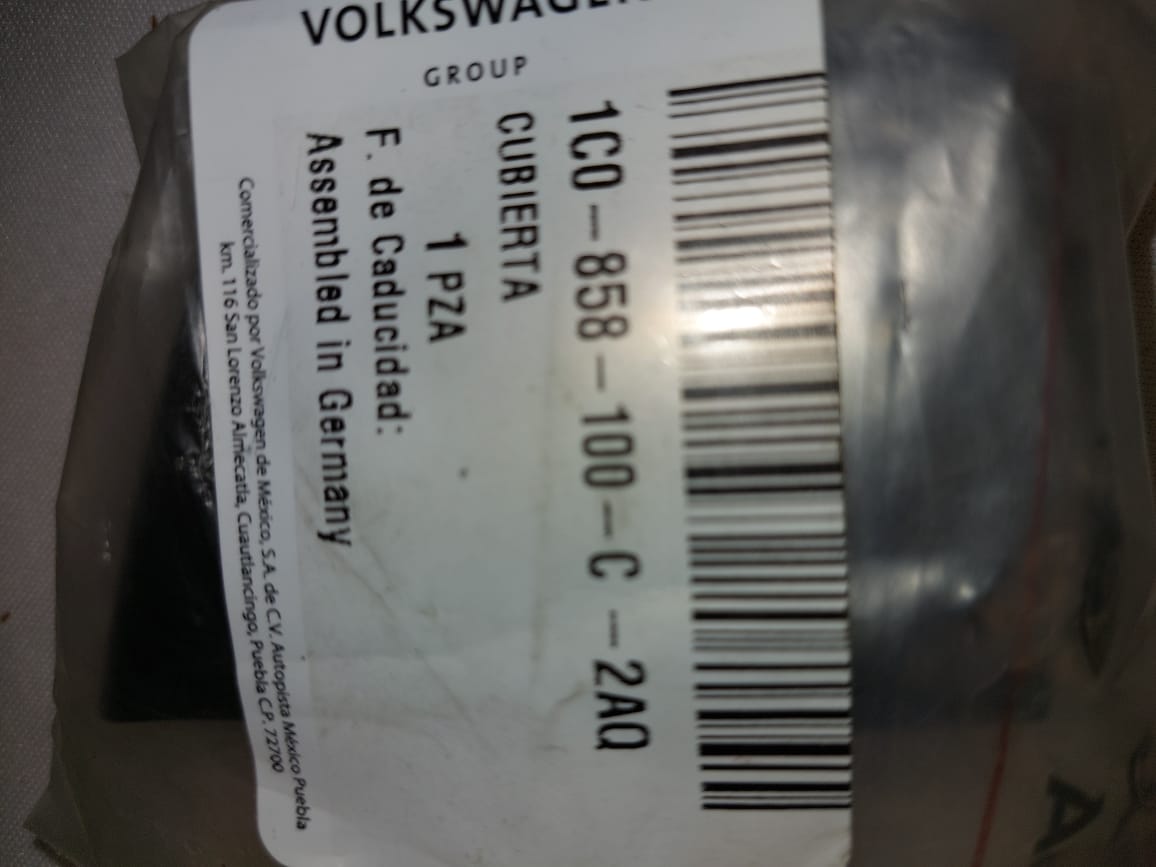 VOLKSWAGEN
GROUP
1C0-858-100-C -2AQ
CUBIERTA
1 PZA
F. de Caducidad:
Assembled in Germany
Comercializado por Volkswagen de México, S.A. de C.V. Autopista México Puebla
km. 116 San Lorenzo Almecatla, Cuautlancingo, Puebla C.P. 72700
A